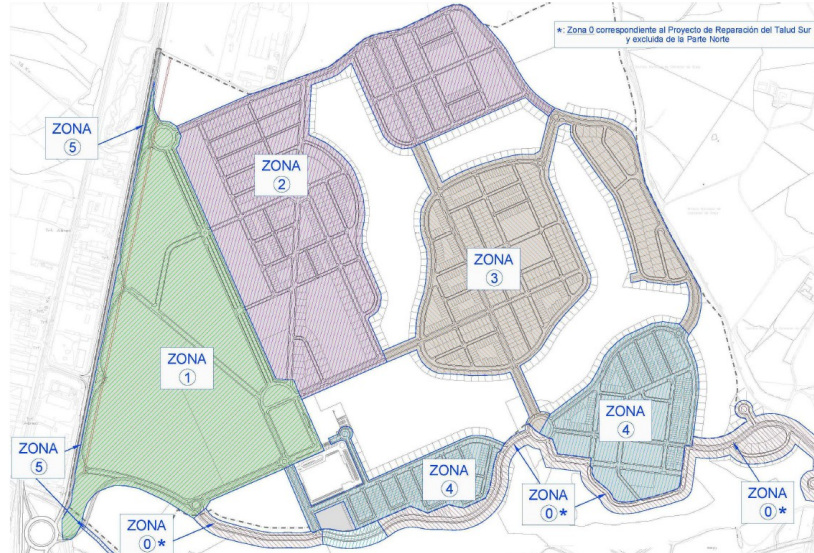 *: Zona 0 correspondiente al Proyecto de Reparación del Talud Sur
y excluida de la Parte Norte
ZONA
5
ZONA
2
ZONA
3
ZONA
1
ZONA
4
ZONA
5
ZONA
4
ZONA
0*
ZONA
0*
ZONA
0*